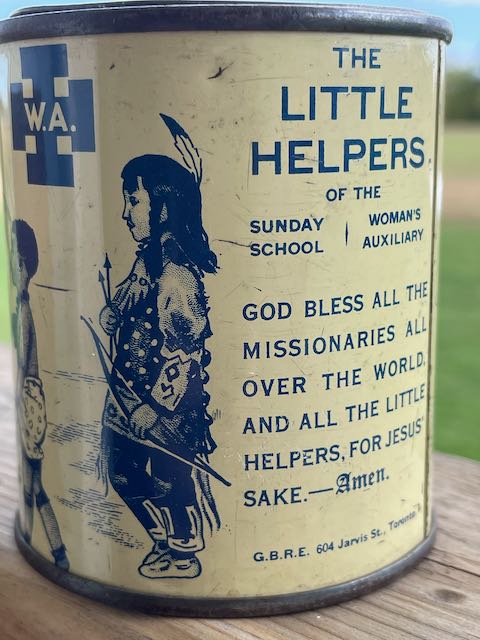 W.A.
THE
LITTLE
HELPERS
OF THE
SUNDAY SCHOOL | WOMAN'S AUXILIARY
GOD BLESS ALL THE
MISSIONARIES ALL
OVER THE WORLD,
AND ALL THE LITTLE
HELPERS, FOR JESUS'
SAKE.—Amen.
G.B.R.E. 604 Jarvis St., Toronto